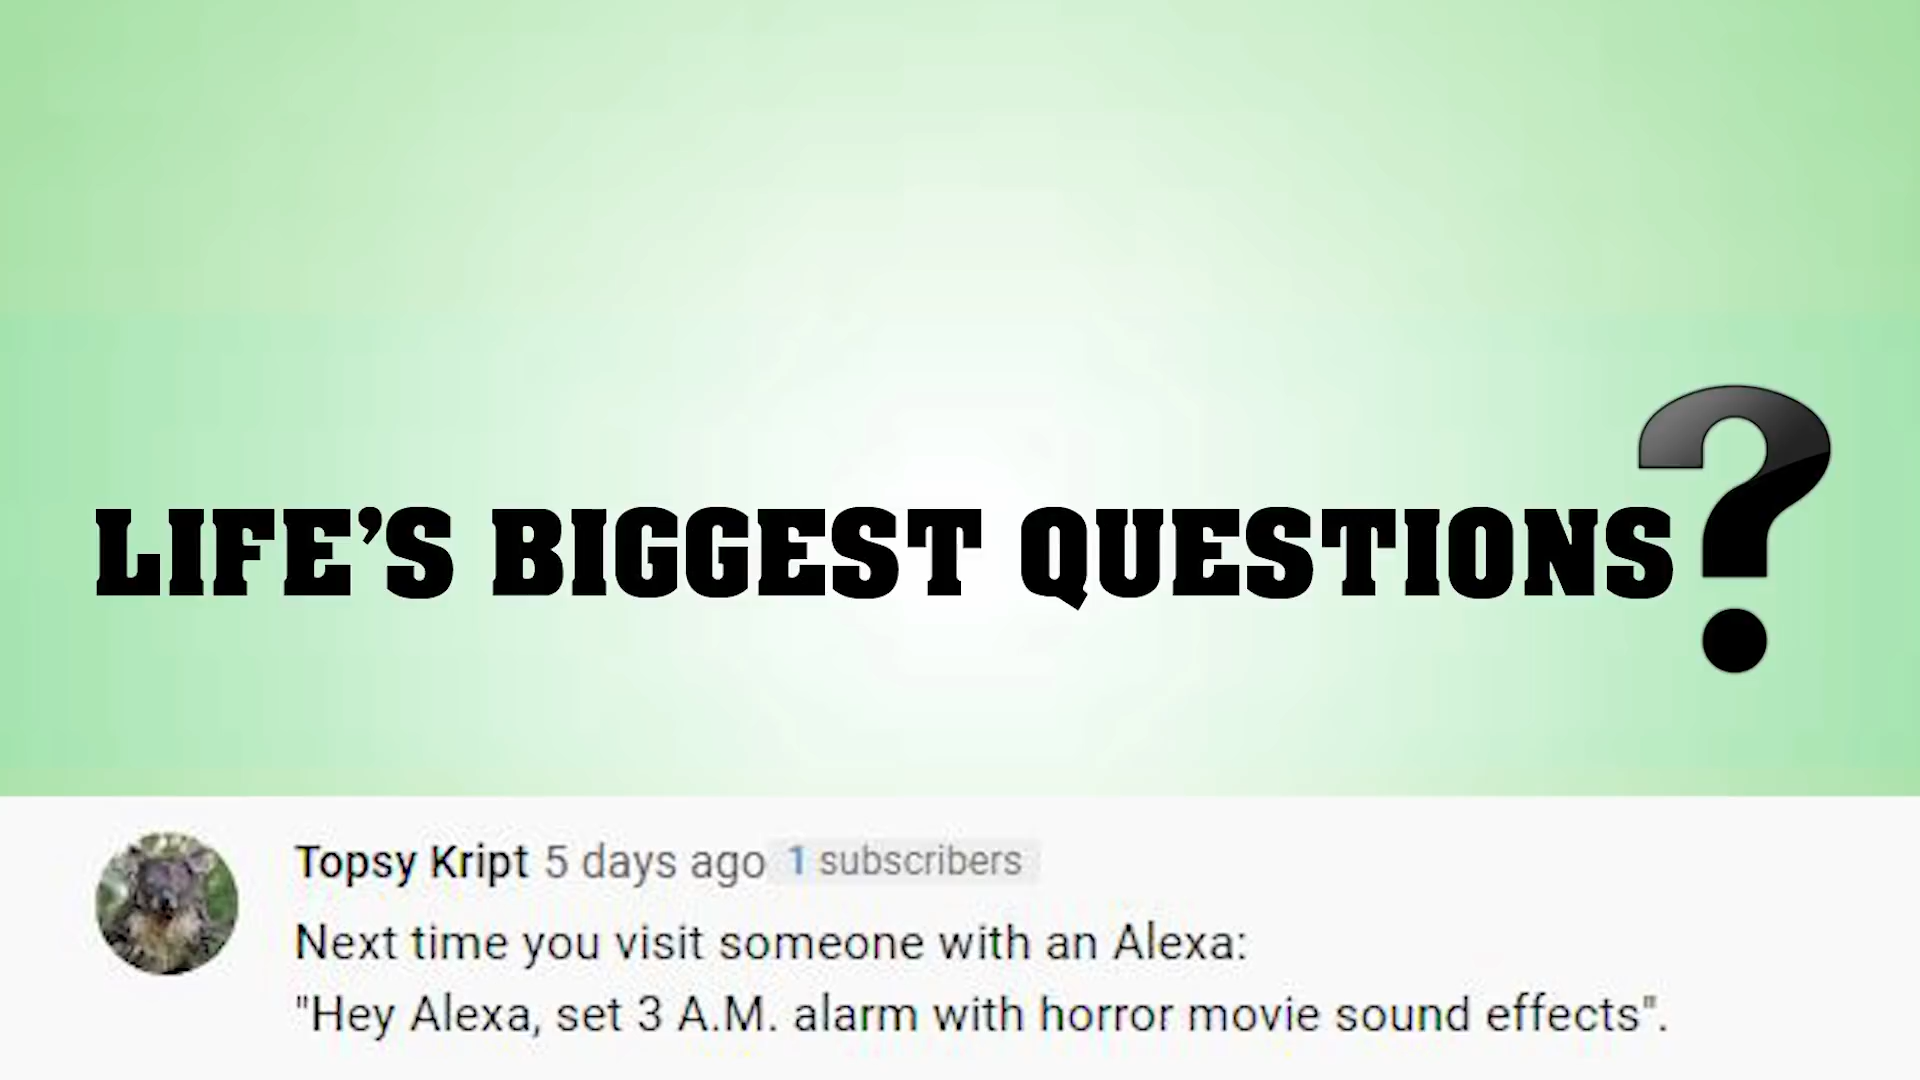 LIFE’S BIGGEST QUESTIONS?
Topsy Kript 5 days ago 1 subscribers
Next time you visit someone with an Alexa:
"Hey Alexa, set 3 A.M. alarm with horror movie sound effects".